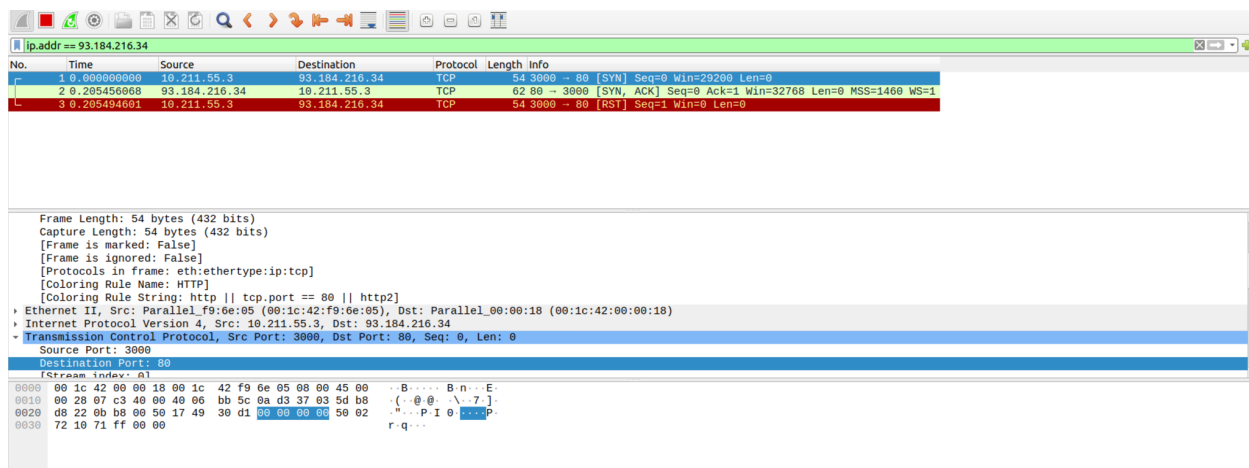 ip.addr == 93.184.216.34
No. Time Source Destination Protocol Length Info
1 0.000000000 10.211.55.3 93.184.216.34 TCP 54 3000 → 80 [SYN] Seq=0 Win=29200 Len=0
2 0.205456068 93.184.216.34 10.211.55.3 TCP 62 80 → 3000 [SYN, ACK] Seq=0 Ack=1 Win=32768 Len=0 MSS=1460 WS=1
3 0.205494601 10.211.55.3 93.184.216.34 TCP 54 3000 → 80 [RST] Seq=1 Win=0 Len=0
Frame Length: 54 bytes (432 bits)
Capture Length: 54 bytes (432 bits)
[Frame is marked: False]
[Frame is ignored: False]
[Protocols in frame: eth:ethertype:ip:tcp]
[Coloring Rule Name: HTTP]
[Coloring Rule String: http || tcp.port == 80 || http2]
Ethernet II, Src: Parallel_f9:6e:05 (00:1c:42:f9:6e:05), Dst: Parallel_00:00:18 (00:1c:42:00:00:18)
Internet Protocol Version 4, Src: 10.211.55.3, Dst: 93.184.216.34
Transmission Control Protocol, Src Port: 3000, Dst Port: 80, Seq: 0, Len: 0
Source Port: 3000
Destination Port: 80
[Stream index: 0]
0000 00 1c 42 00 00 18 00 1c 42 f9 6e 05 08 00 45 00 ··B····· B·n···E·
0010 00 28 07 c3 40 00 40 06 bb 5c 0a d3 37 03 5d b8 ·(··@·@· ·\··7·]·
0020 d8 22 0b b8 00 50 17 49 30 d1 00 00 00 00 50 02 ·"···P·I 0·····P·
0030 72 10 71 ff 00 00 r·q···